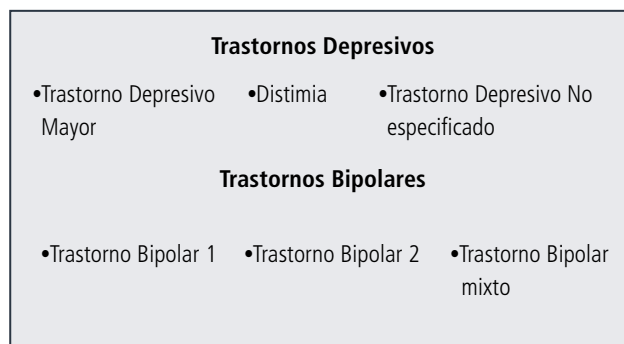 Trastornos Depresivos
•Trastorno Depresivo Mayor
•Distimia
•Trastorno Depresivo No especificado
Trastornos Bipolares
•Trastorno Bipolar 1
•Trastorno Bipolar 2
•Trastorno Bipolar mixto